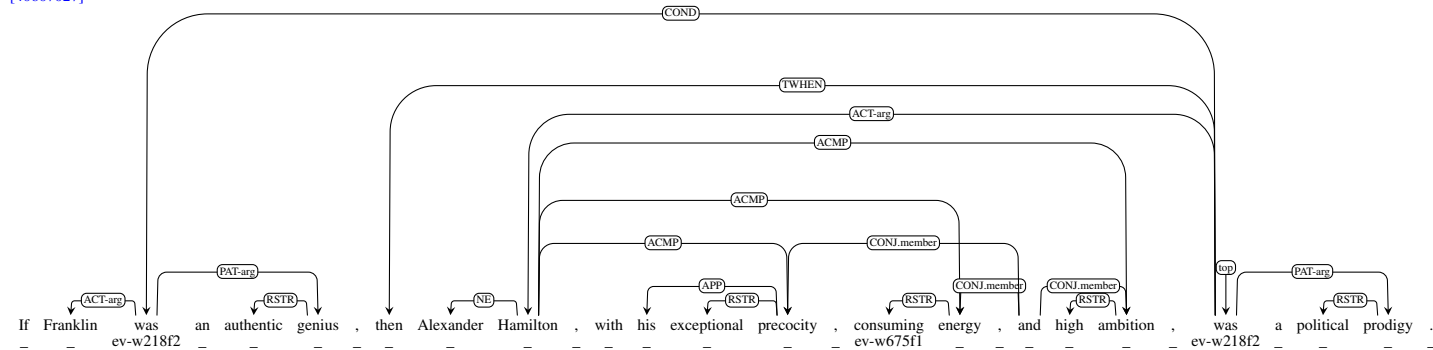 COND
TWHEN
ACT-arg
ACMP
ACMP
ACMP CONJ.member
PAT-arg top PAT-arg
APP CONJ.member CONJ.member
ACT-arg RSTR NE RSTR RSTR RSTR RSTR
If Franklin was an authentic genius , then Alexander Hamilton , with his exceptional precocity , consuming energy , and high ambition , was a political prodigy .
_ _ ev-w218f2 _ _ _ _ _ _ _ _ _ _ _ _ _ ev-w675f1 _ _ _ _ _ _ ev-w218f2 _ _ _ _